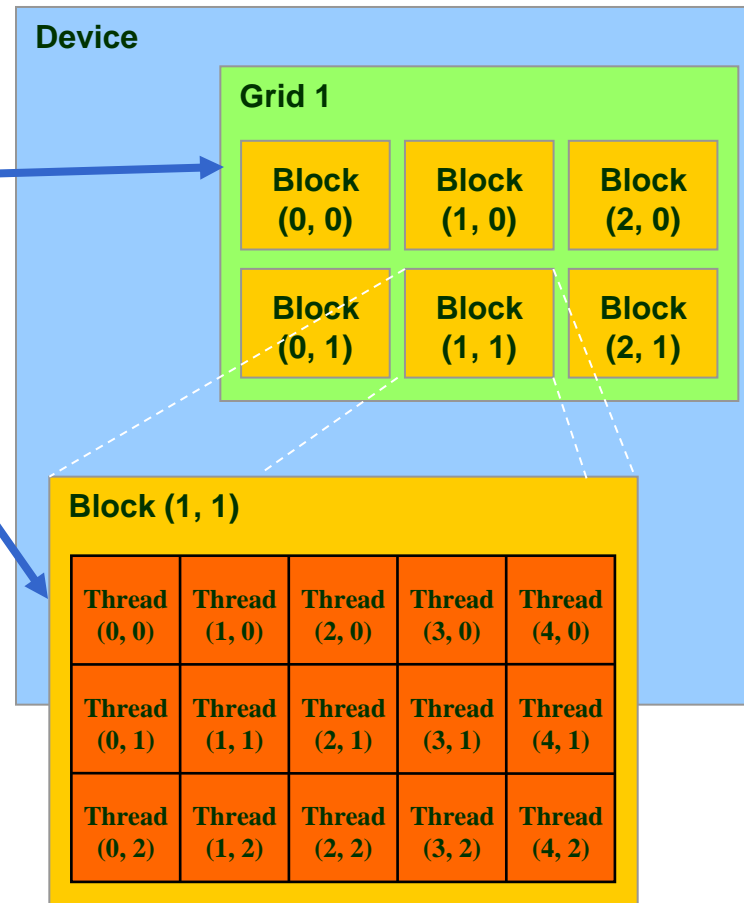 Device
Grid 1
Block Block Block
(0, 0) (1, 0) (2, 0)
Block Block Block
(0, 1) (1, 1) (2, 1)
Block (1, 1)
Thread Thread Thread Thread Thread
(0, 0) (1, 0) (2, 0) (3, 0) (4, 0)
Thread Thread Thread Thread Thread
(0, 1) (1, 1) (2, 1) (3, 1) (4, 1)
Thread Thread Thread Thread Thread
(0, 2) (1, 2) (2, 2) (3, 2) (4, 2)